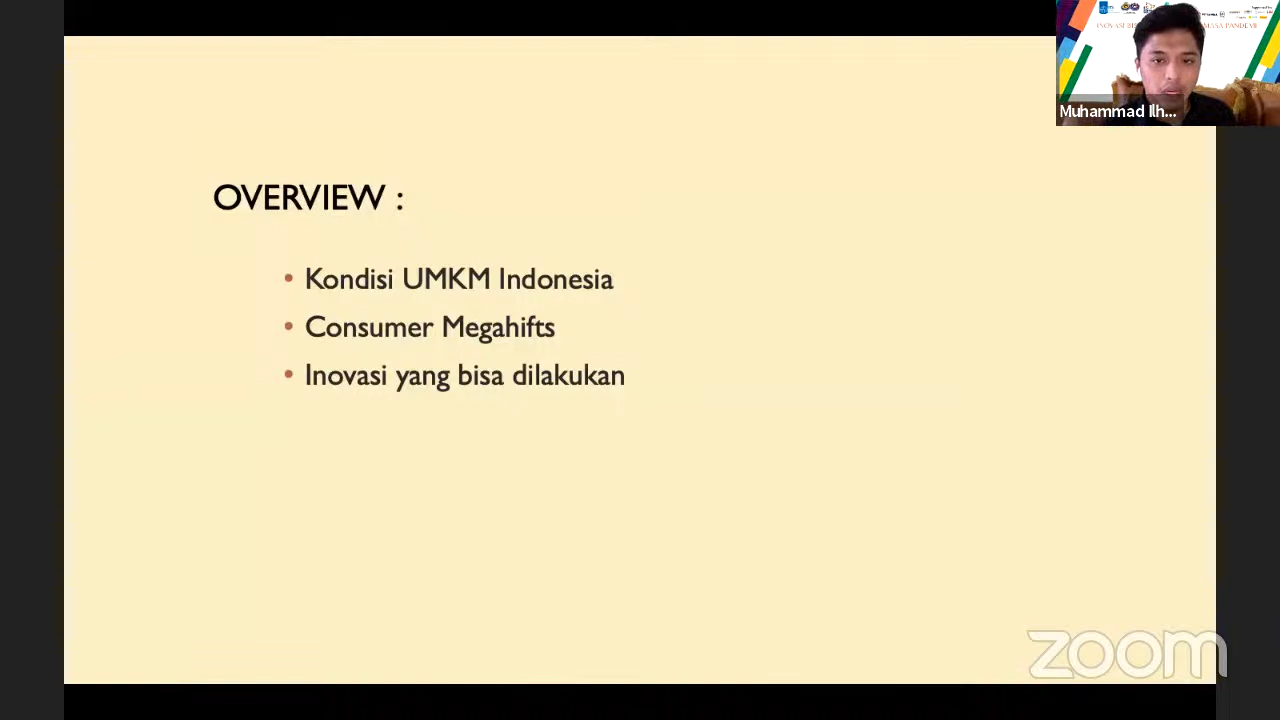 OVERVIEW :
• Kondisi UMKM Indonesia
• Consumer Megahifts
• Inovasi yang bisa dilakukan
Muhammad Ilh...
zoom